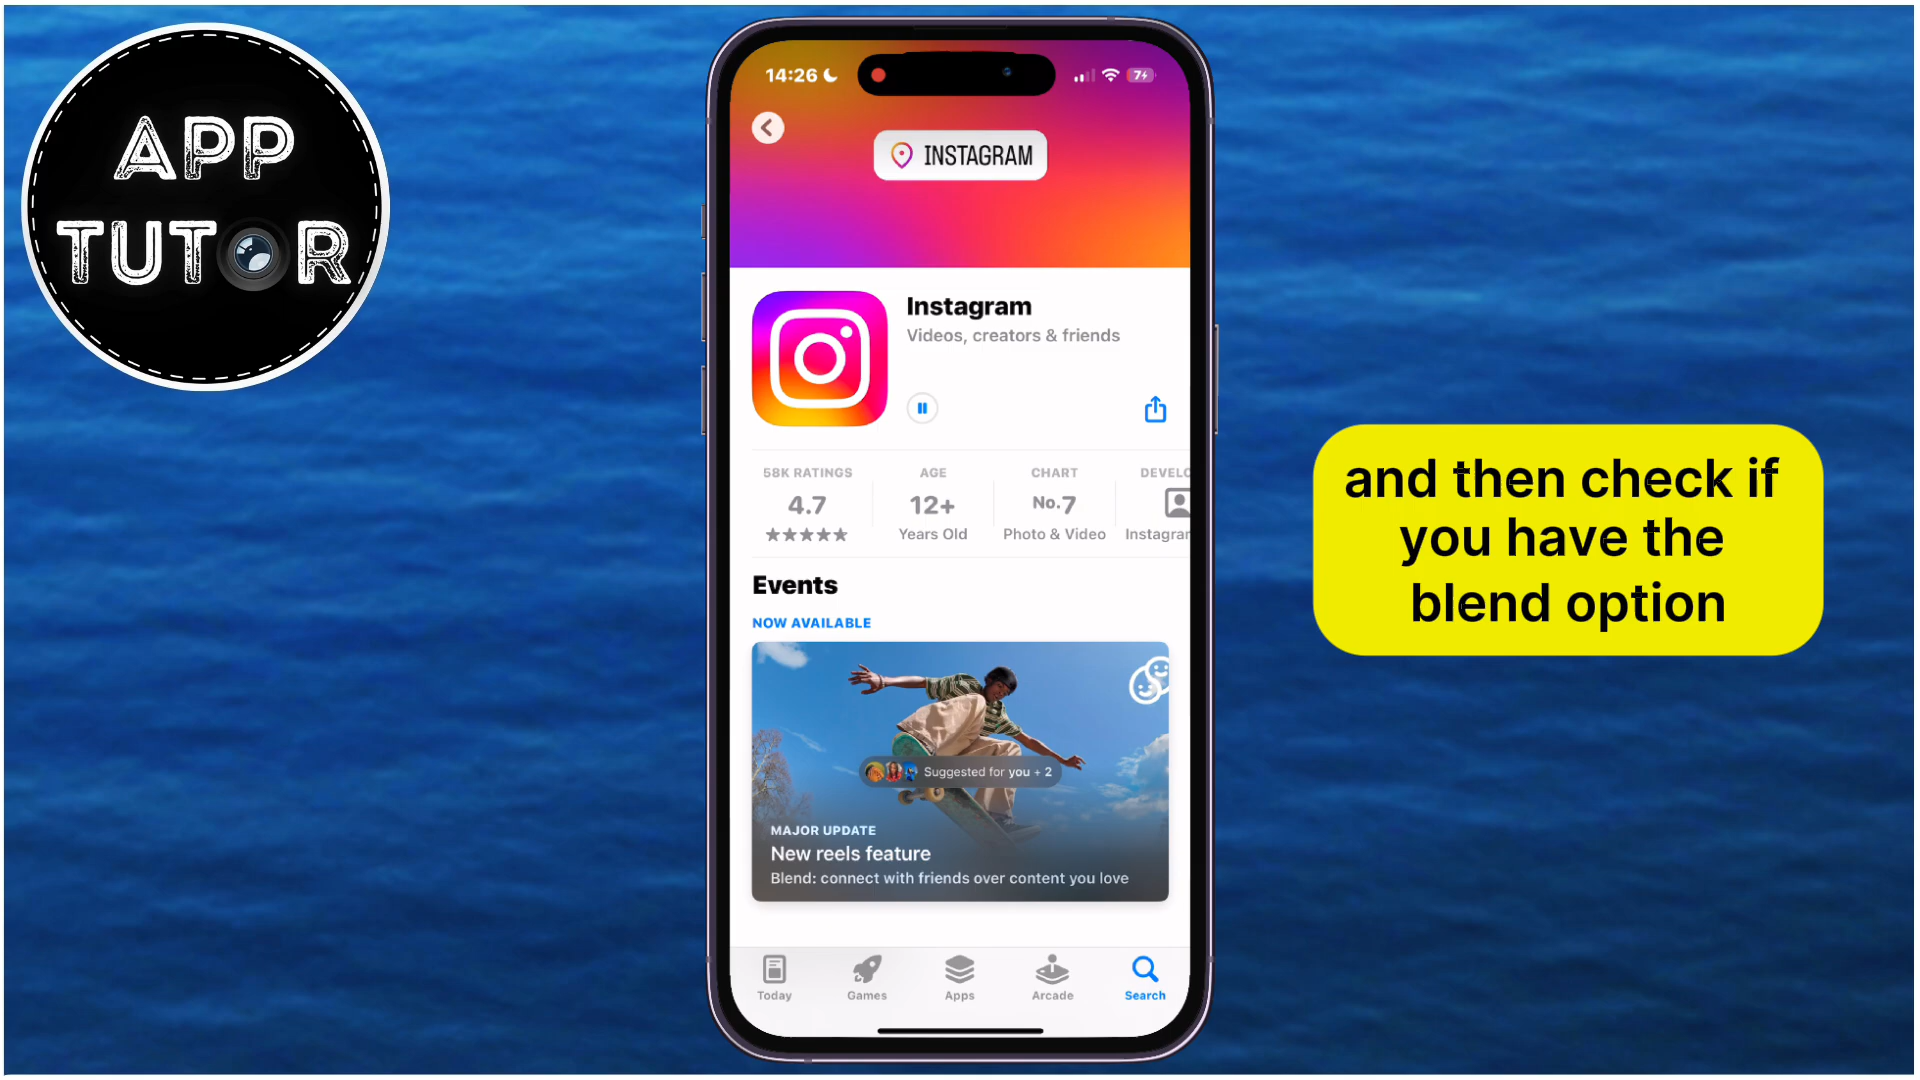 APP
TUTOR
14:26
7
INSTAGRAM
Instagram
Videos, creators & friends
58K RATINGS
4.7
AGE
12+
Years Old
CHART
No.7
Photo & Video
DEVELO
Instagram
Events
NOW AVAILABLE
Suggested for you + 2
MAJOR UPDATE
New reels feature
Blend: connect with friends over content you love
Today
Games
Apps
Arcade
Search
and then check if
you have the
blend option